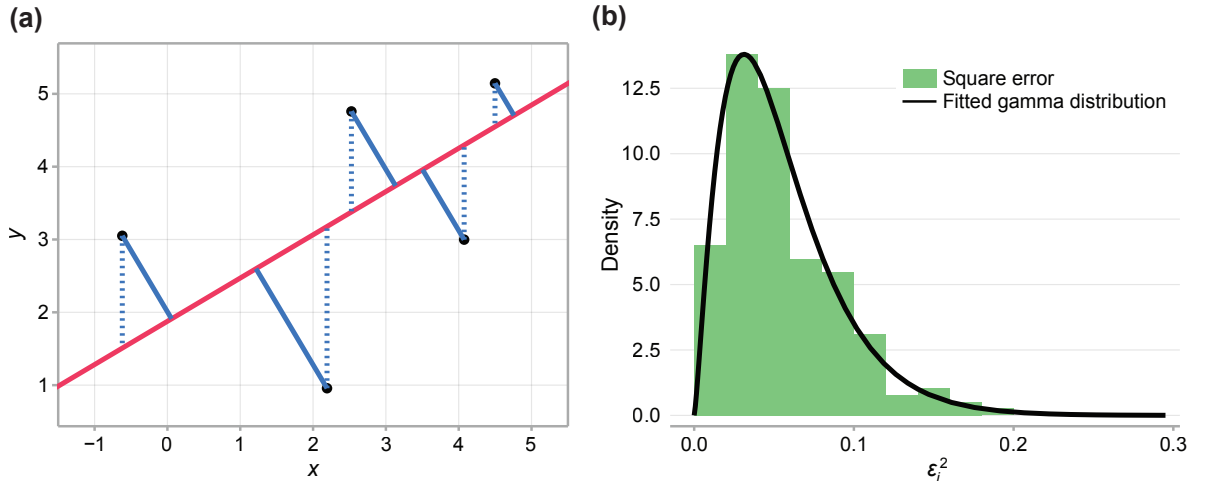 (a)
5
4
3
2
1
y
−1 0 1 2 3 4 5
x
(b)
12.5
10.0
7.5
5.0
2.5
0.0
Density
Square error
Fitted gamma distribution
0.0 0.1 0.2 0.3
ε_i^2